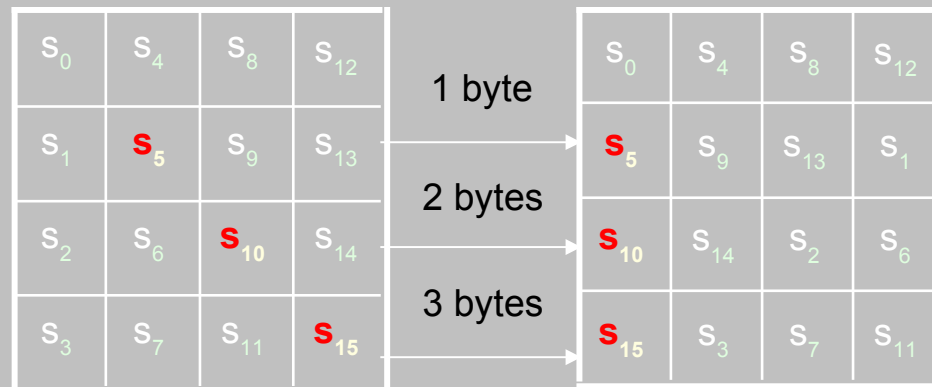 S0 S4 S8 S12
S1 S5 S9 S13
S2 S6 S10 S14
S3 S7 S11 S15
1 byte
2 bytes
3 bytes
S0 S4 S8 S12
S5 S9 S13 S1
S10 S14 S2 S6
S15 S3 S7 S11